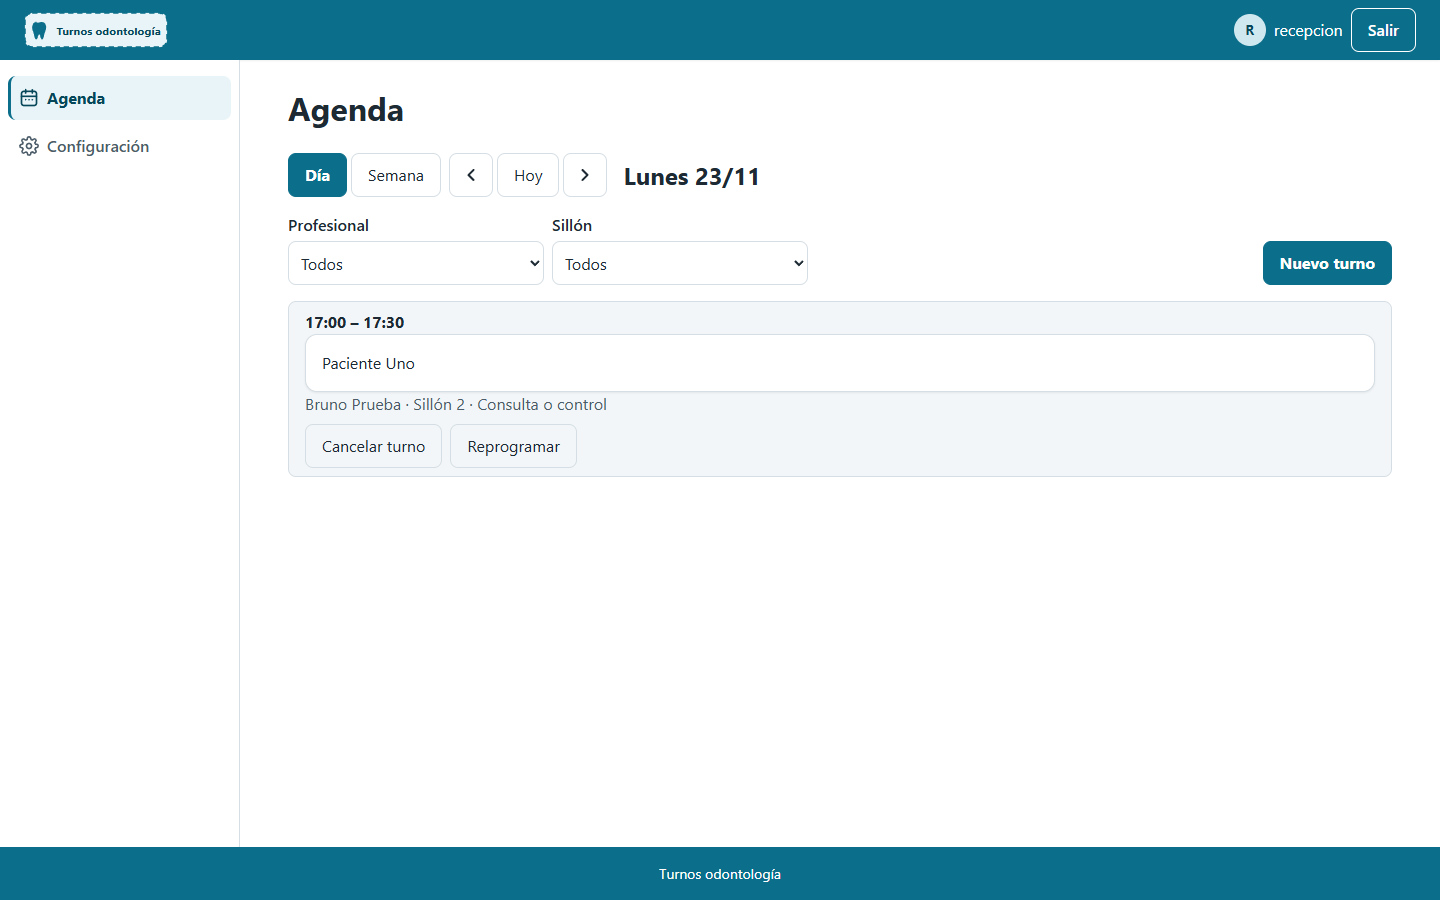 Turnos odontología
R recepcion Salir
Agenda
Configuración
Agenda
Día Semana Hoy Lunes 23/11
Profesional Sillón
Todos Todos Nuevo turno
17:00 – 17:30
Paciente Uno
Bruno Prueba · Sillón 2 · Consulta o control
Cancelar turno Reprogramar
Turnos odontología